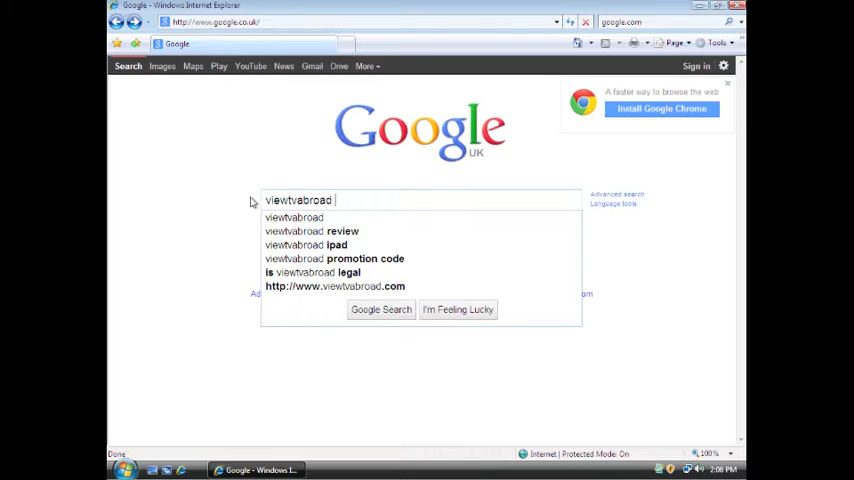 Google - Windows Internet Explorer
http://www.google.co.uk/
google.com
Google
Page
Tools
Search Images Maps Play YouTube News Gmail Drive More
Sign in
A faster way to browse the web
Install Google Chrome
Google
UK
viewtvabroad
Advanced search
Language tools
viewtvabroad
viewtvabroad review
viewtvabroad ipad
viewtvabroad promotion code
is viewtvabroad legal
http://www.viewtvabroad.com
Ad
om
Google Search
I'm Feeling Lucky
Done
Internet | Protected Mode: On
100%
Google - Windows I...
2:06 PM